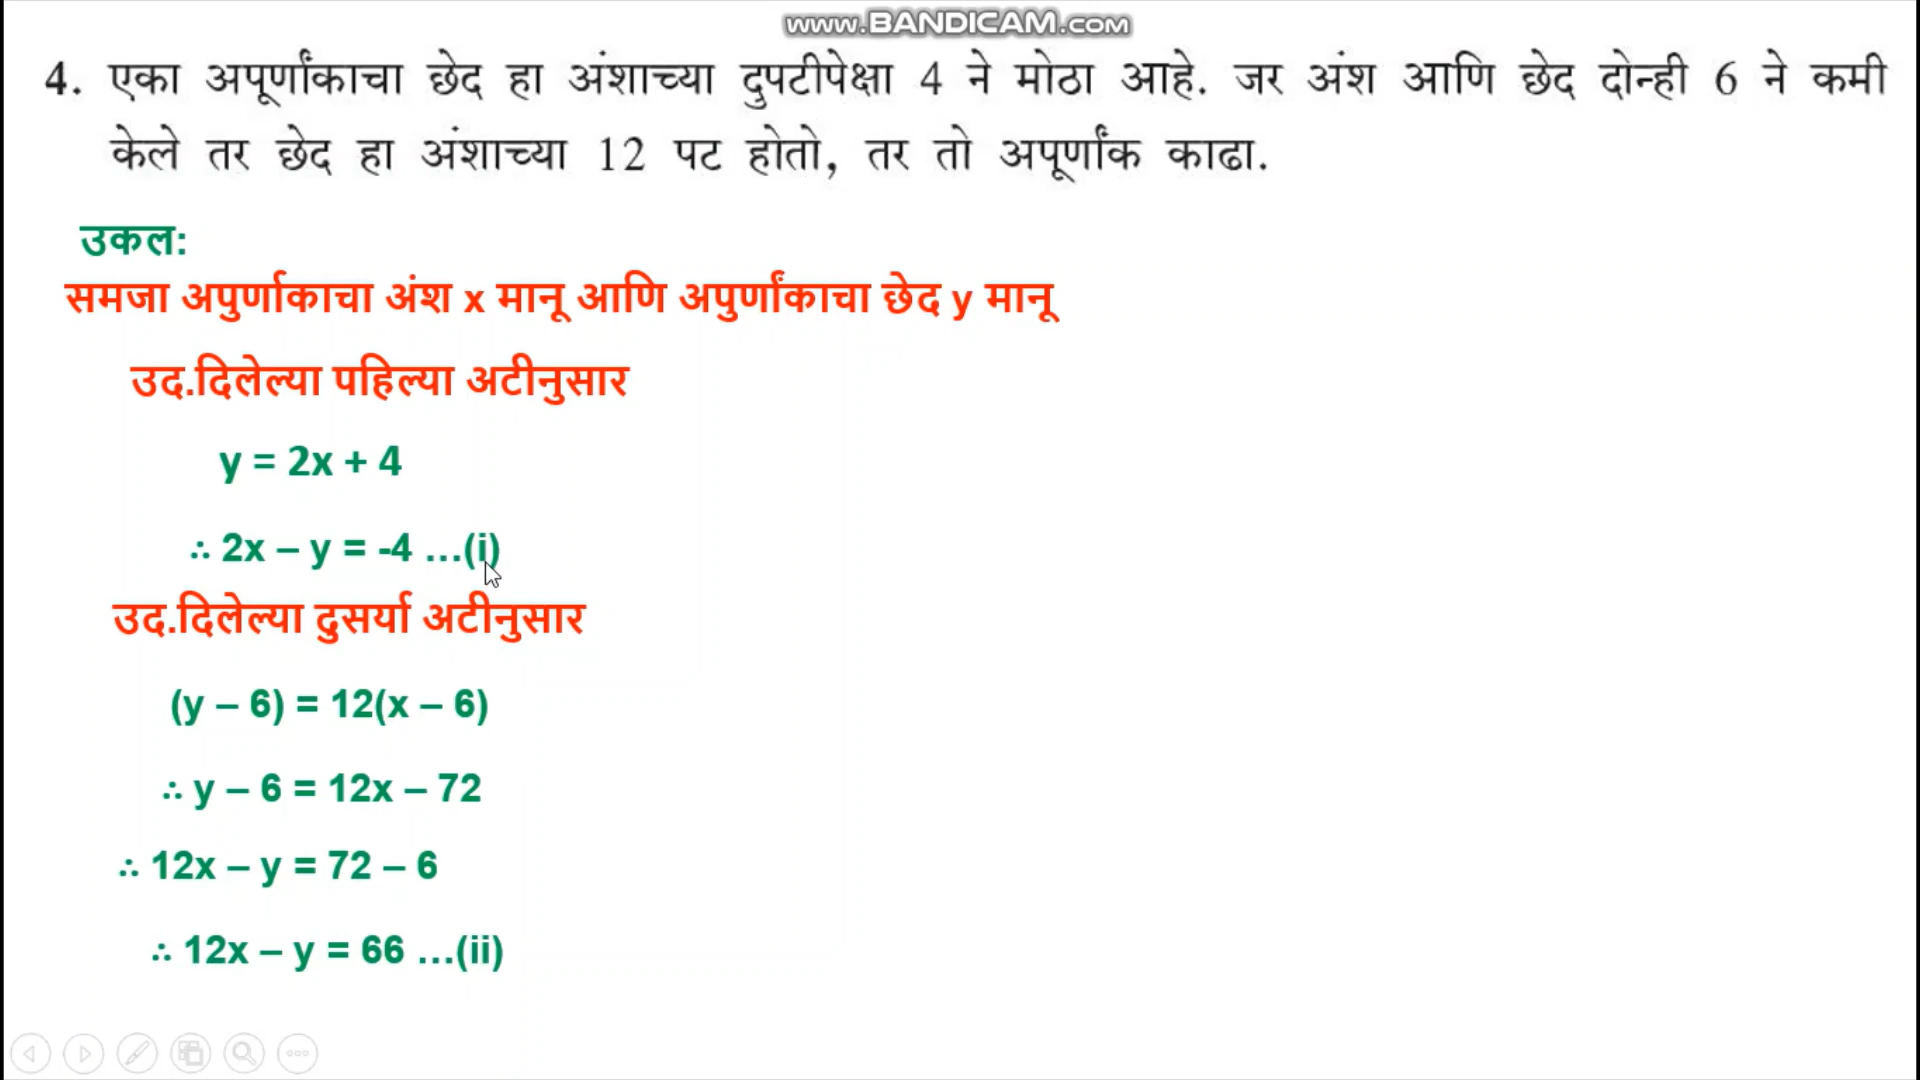 www.BANDICAM.com
4. एका अपूर्णांकाचा छेद हा अंशाच्या दुपटीपेक्षा 4 ने मोठा आहे. जर अंश आणि छेद दोन्ही 6 ने कमी
केले तर छेद हा अंशाच्या 12 पट होतो, तर तो अपूर्णांक काढा.
उकल:
समजा अपुर्णाकाचा अंश x मानू आणि अपुर्णांकाचा छेद y मानू
उद.दिलेल्या पहिल्या अटीनुसार
y = 2x + 4
∴ 2x – y = -4 ...(i)
उद.दिलेल्या दुसर्या अटीनुसार
(y – 6) = 12(x – 6)
∴ y – 6 = 12x – 72
∴ 12x – y = 72 – 6
∴ 12x – y = 66 ...(ii)